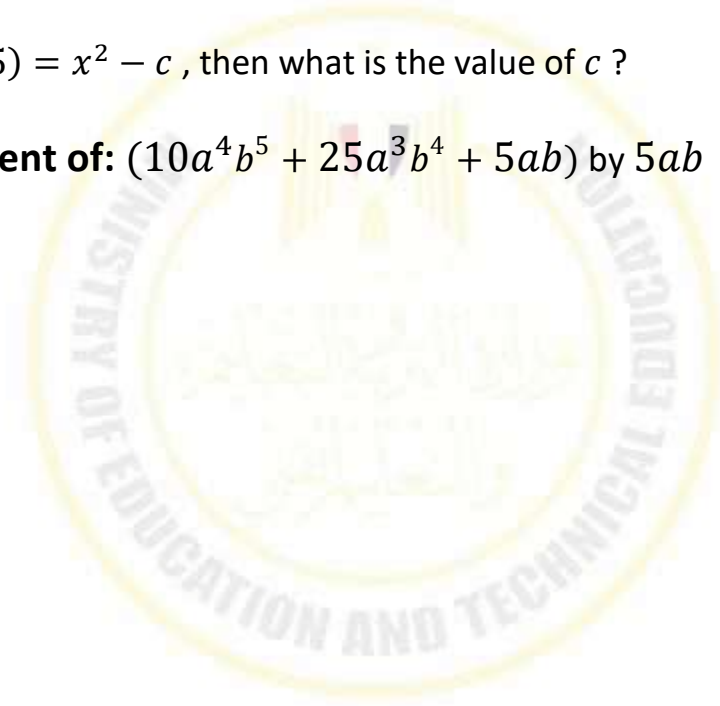 5) = x² − c , then what is the value of c ?
ent of: (10a⁴b⁵ + 25a³b⁴ + 5ab) by 5ab
MINISTRY OF EDUCATION AND TECHNICAL EDUCATION